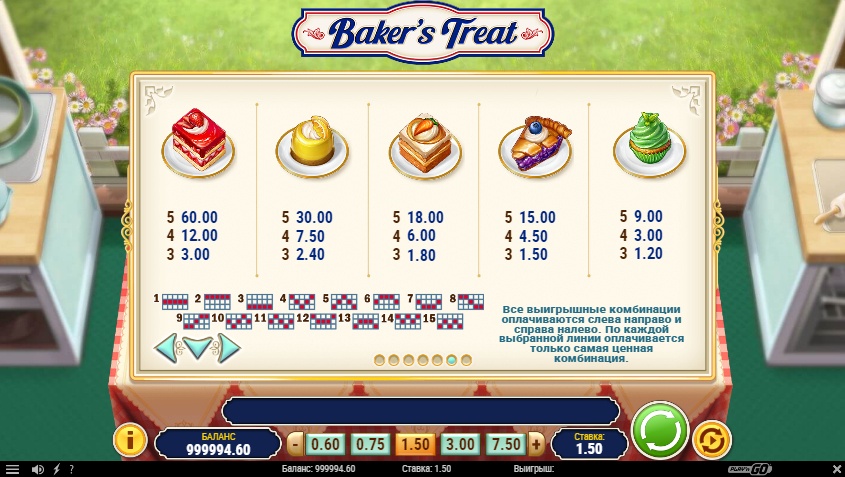 Baker's Treat
5 60.00 5 30.00 5 18.00 5 15.00 5 9.00
4 12.00 4 7.50 4 6.00 4 4.50 4 3.00
3 3.00 3 2.40 3 1.80 3 1.50 3 1.20
1 2 3 4 5 6 7 8
9 10 11 12 13 14 15
Все выигрышные комбинации
оплачиваются слева направо и
справа налево. По каждой
выбранной линии оплачивается
только самая ценная
комбинация.
i
БАЛАНС
999994.60
- 0.60 0.75 1.50 3.00 7.50 +
Ставка:
1.50
? Баланс: 999994.60 Ставка: 1.50 Выигрыш: PLAY'N GO